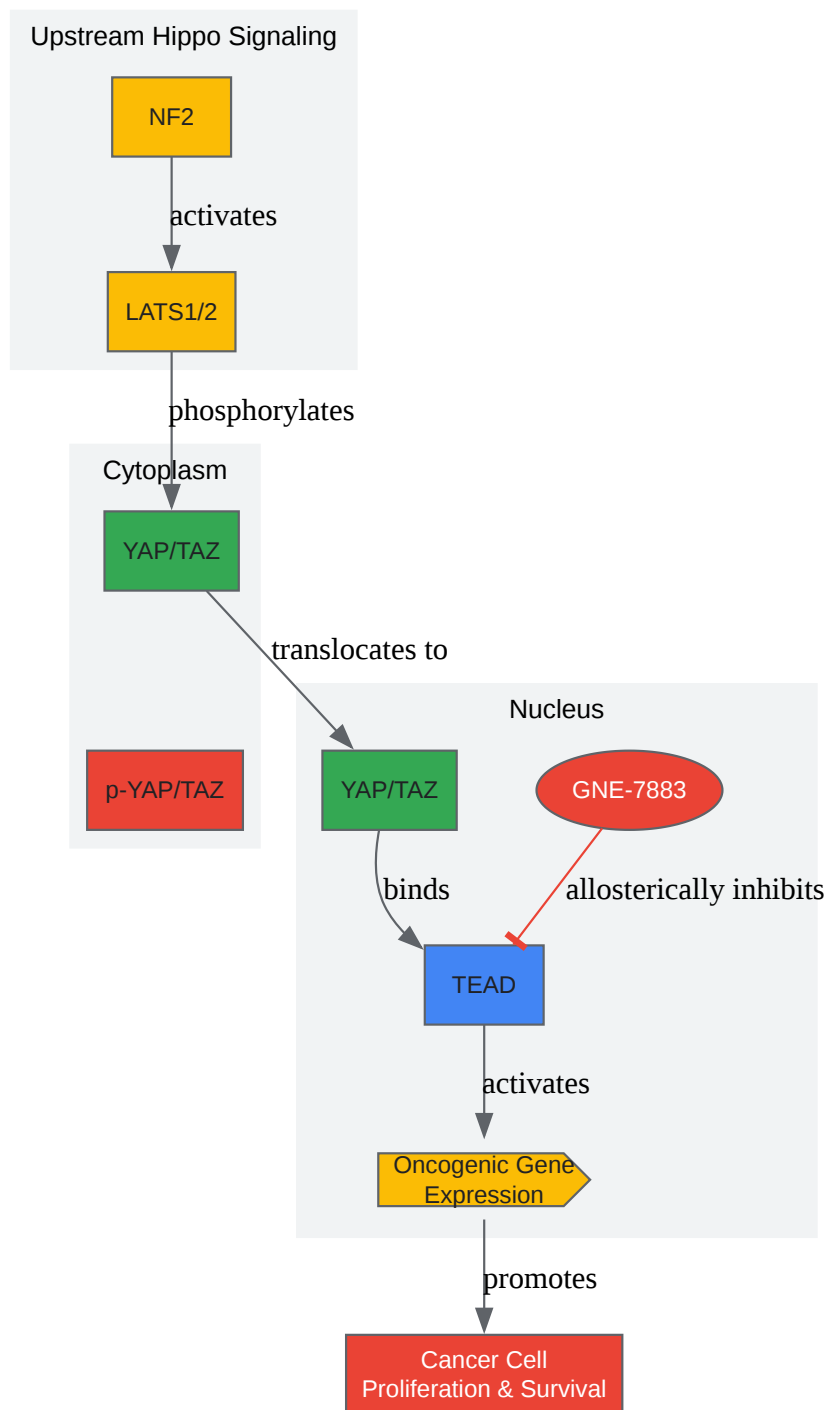 Upstream Hippo Signaling
NF2
activates
LATS1/2
phosphorylates
Cytoplasm
YAP/TAZ
translocates to
Nucleus
p-YAP/TAZ
YAP/TAZ
GNE-7883
binds
allosterically inhibits
TEAD
activates
Oncogenic Gene
Expression
promotes
Cancer Cell
Proliferation & Survival